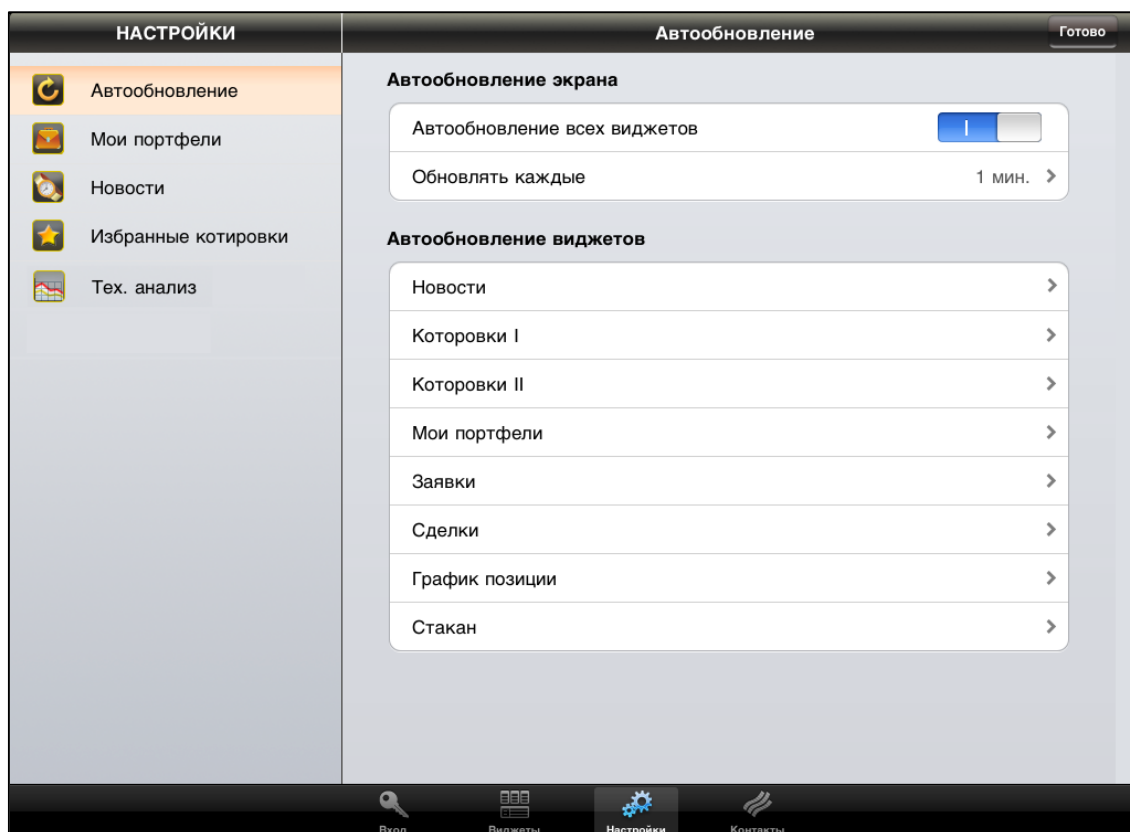 НАСТРОЙКИ
Автообновление
Готово
Автообновление
Мои портфели
Новости
Избранные котировки
Тех. анализ
Автообновление экрана
Автообновление всех виджетов
Обновлять каждые 1 мин.
Автообновление виджетов
Новости
Которовки I
Которовки II
Мои портфели
Заявки
Сделки
График позиции
Стакан
Вход
Виджеты
Настройки
Контакты